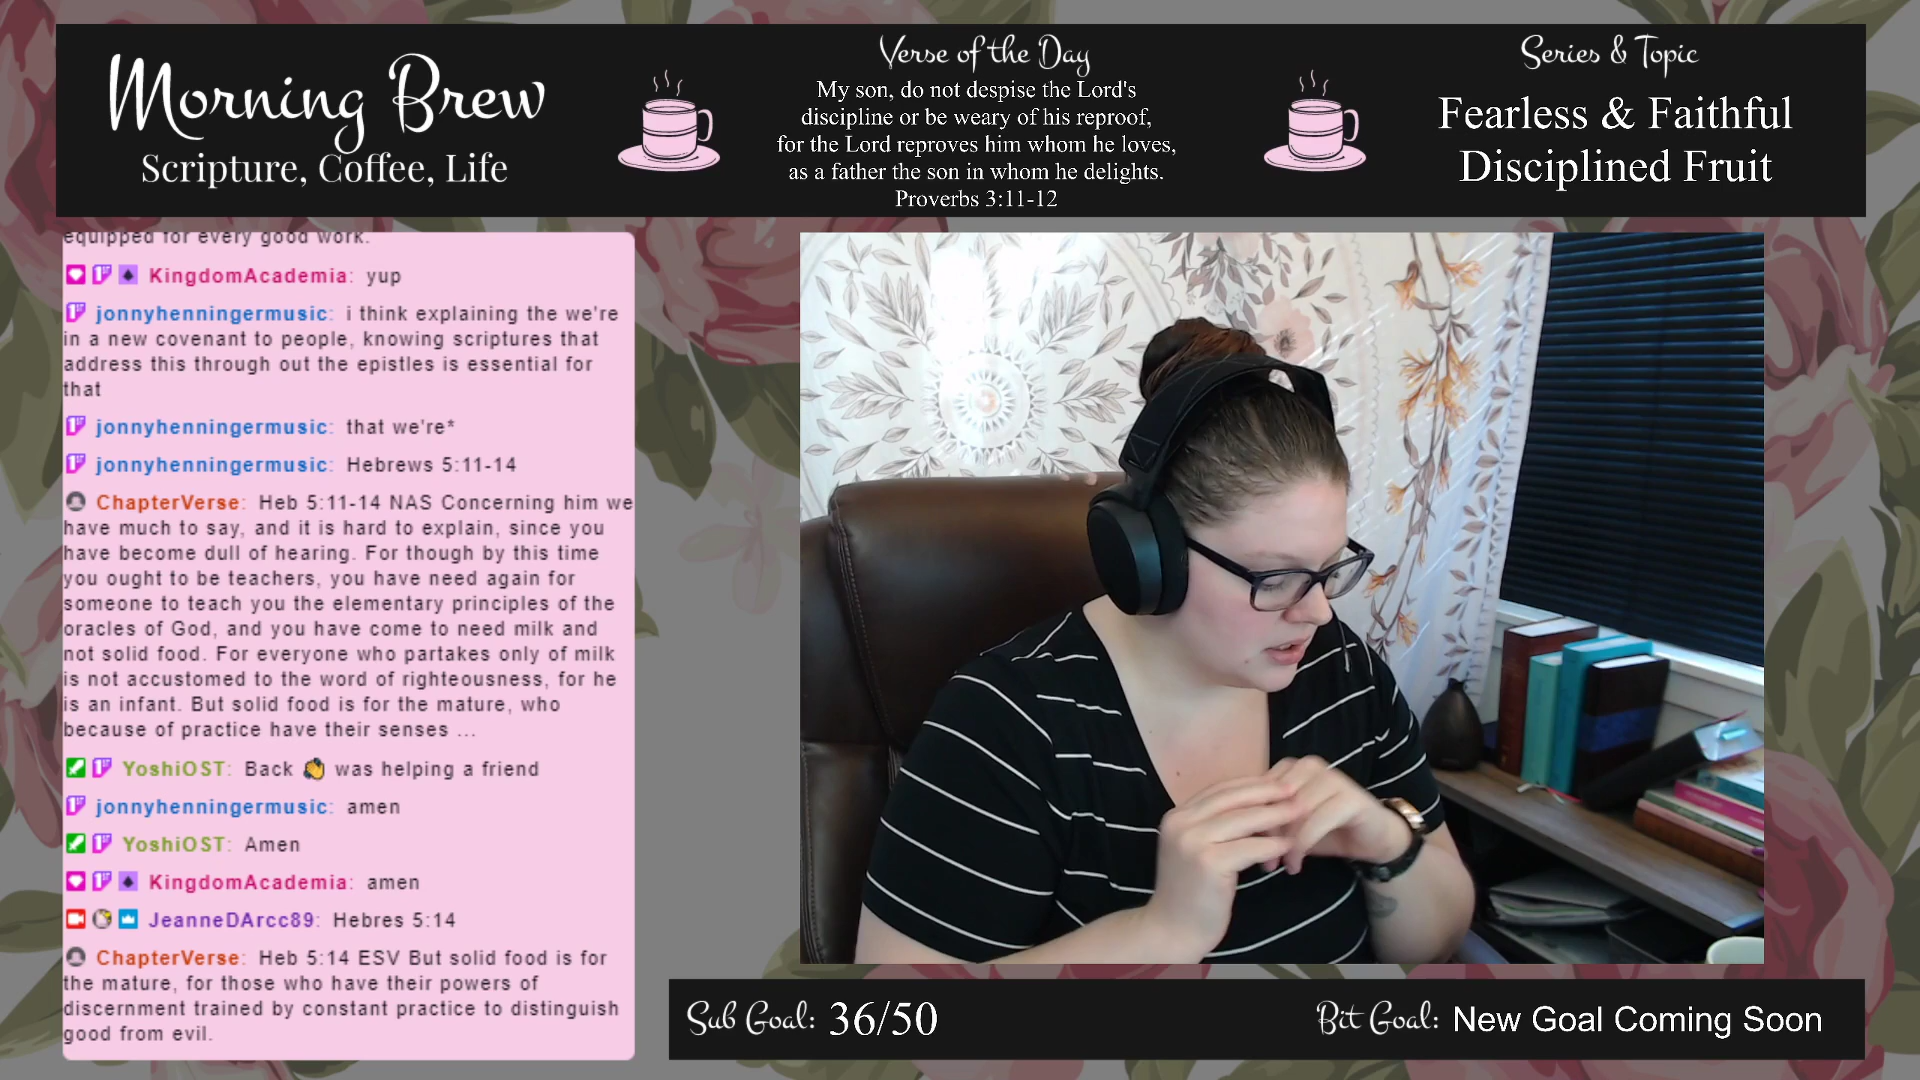 Morning Brew
Scripture, Coffee, Life
Verse of the Day
My son, do not despise the Lord's
discipline or be weary of his reproof,
for the Lord reproves him whom he loves,
as a father the son in whom he delights.
Proverbs 3:11-12
Series & Topic
Fearless & Faithful
Disciplined Fruit
equipped for every good work.
KingdomAcademia: yup
jonnyhenningermusic: i think explaining the we're
in a new covenant to people, knowing scriptures that
address this through out the epistles is essential for
that
jonnyhenningermusic: that we're*
jonnyhenningermusic: Hebrews 5:11-14
ChapterVerse: Heb 5:11-14 NAS Concerning him we
have much to say, and it is hard to explain, since you
have become dull of hearing. For though by this time
you ought to be teachers, you have need again for
someone to teach you the elementary principles of the
oracles of God, and you have come to need milk and
not solid food. For everyone who partakes only of milk
is not accustomed to the word of righteousness, for he
is an infant. But solid food is for the mature, who
because of practice have their senses ...
YoshiOST: Back 👏 was helping a friend
jonnyhenningermusic: amen
YoshiOST: Amen
KingdomAcademia: amen
JeanneDArcc89: Hebres 5:14
ChapterVerse: Heb 5:14 ESV But solid food is for
the mature, for those who have their powers of
discernment trained by constant practice to distinguish
good from evil.
Sub Goal: 36/50
Bit Goal: New Goal Coming Soon